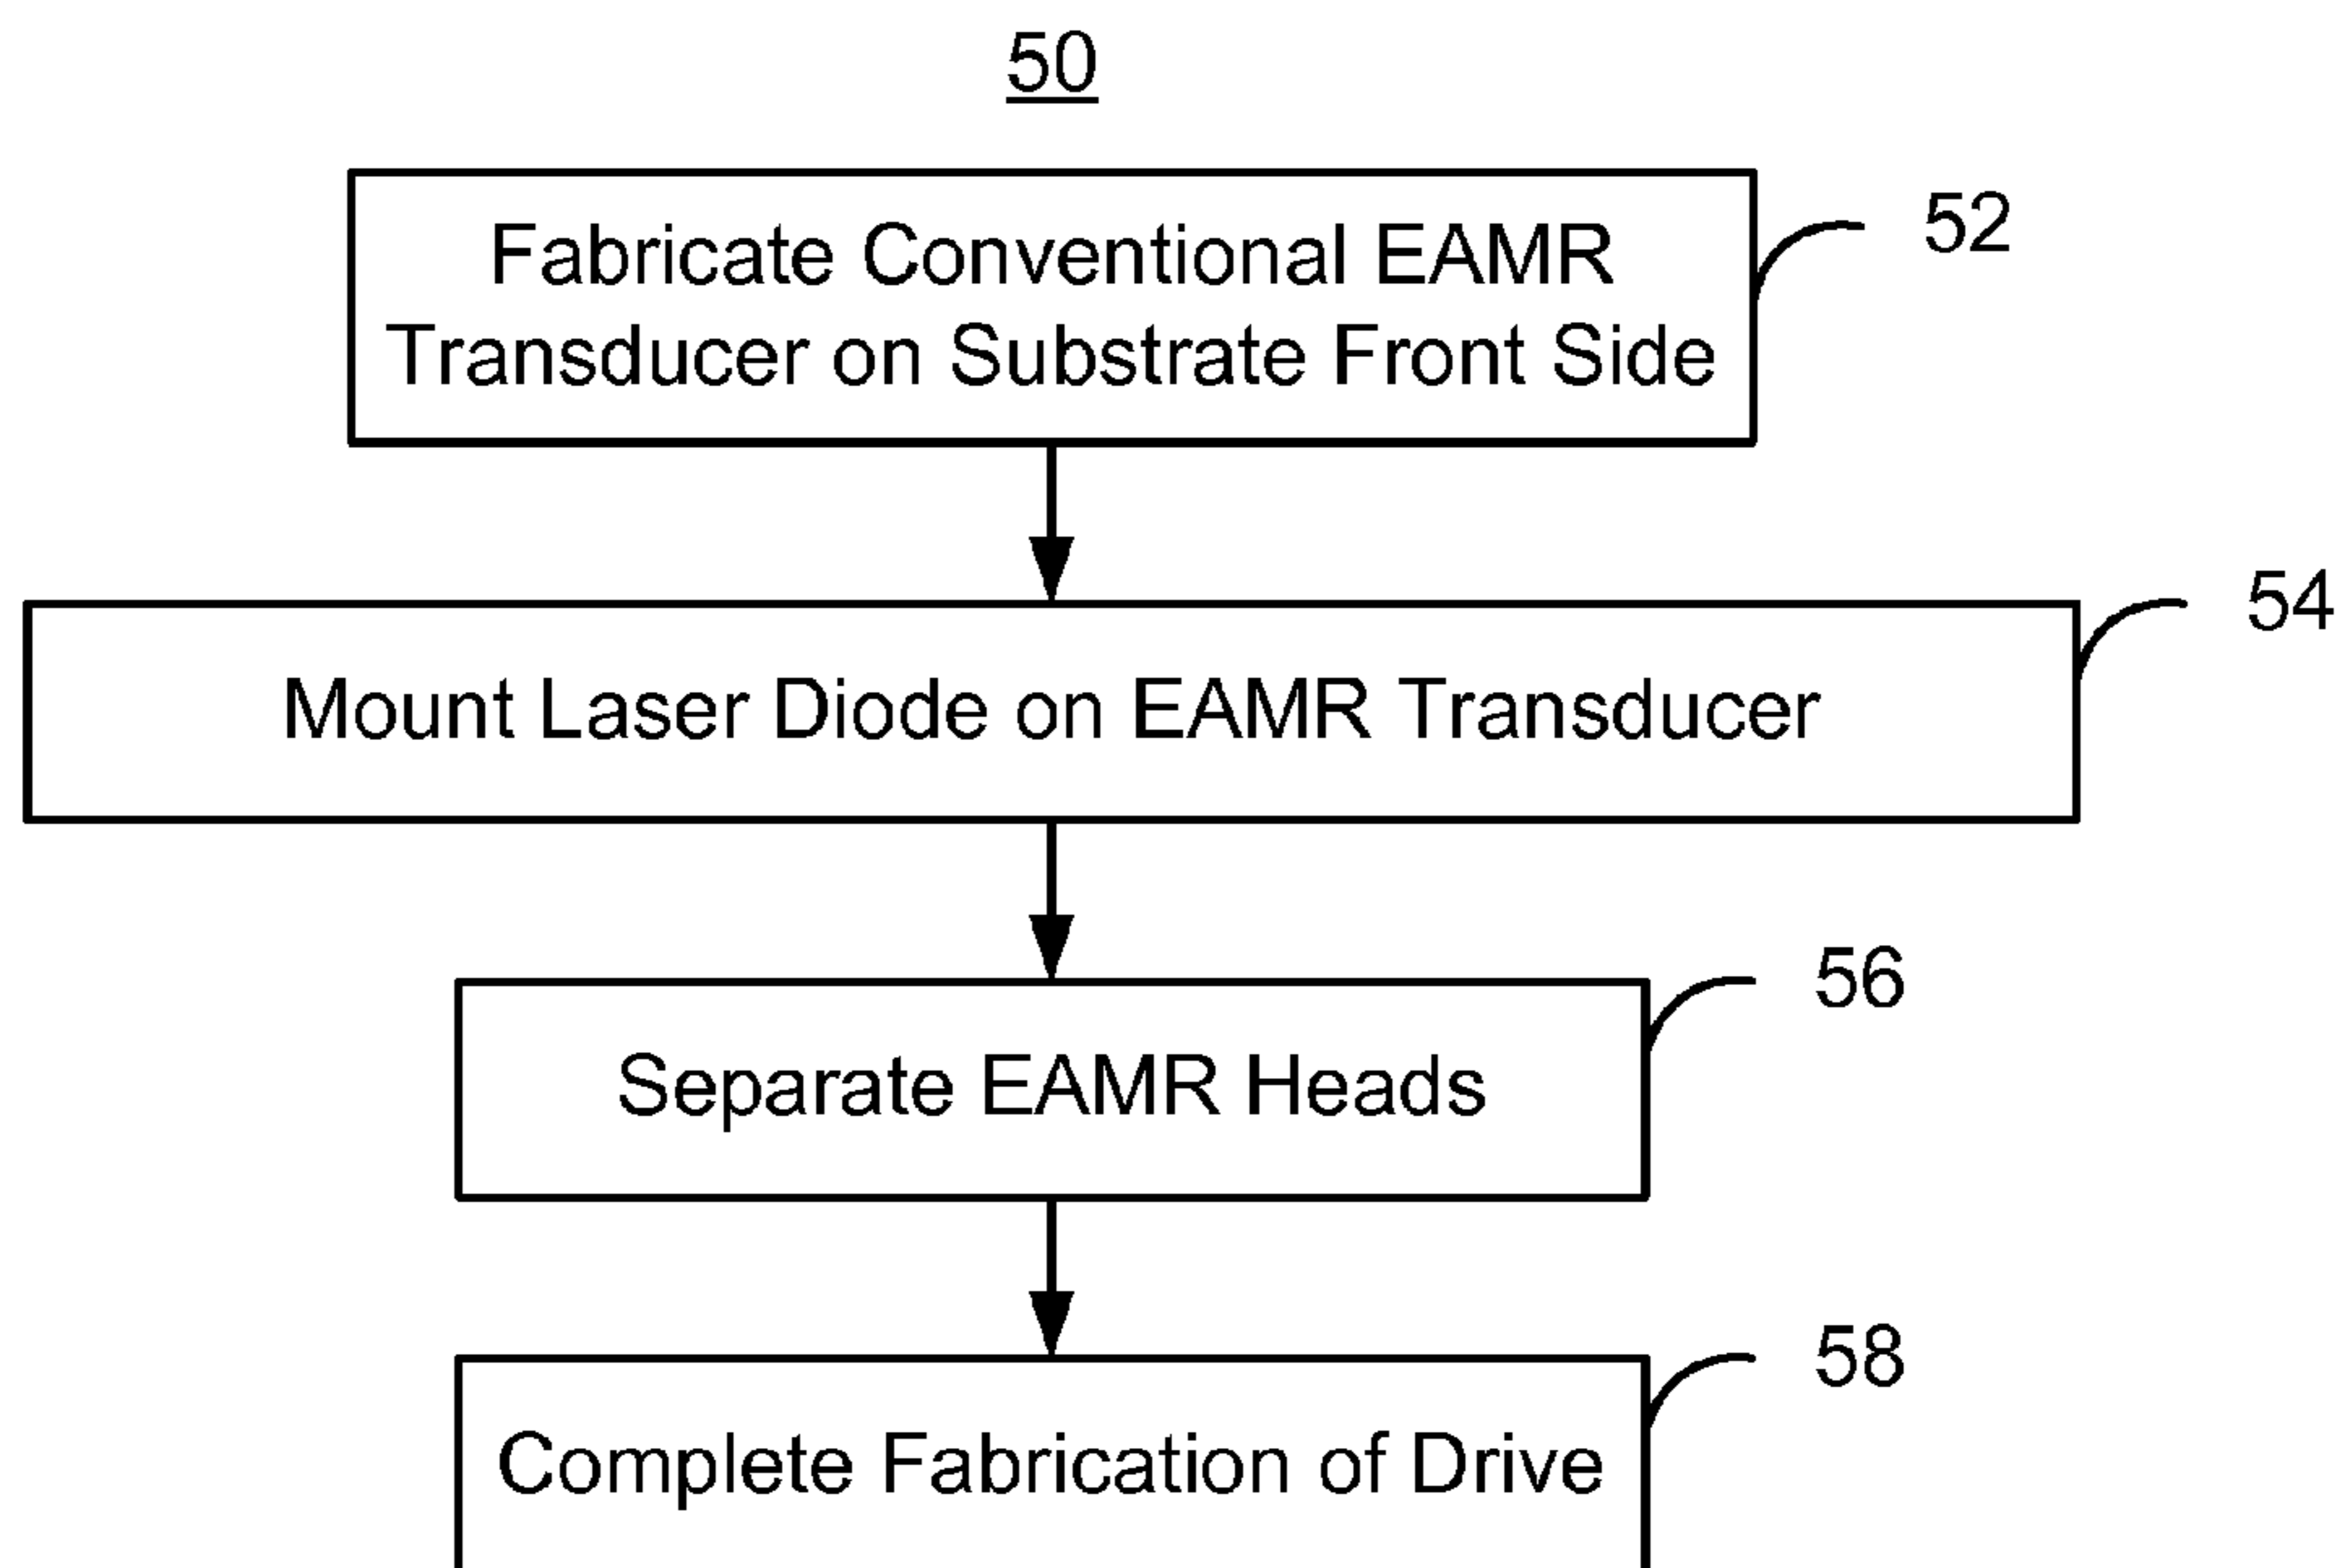 50
Fabricate Conventional EAMR
Transducer on Substrate Front Side
52
Mount Laser Diode on EAMR Transducer
54
Separate EAMR Heads
56
Complete Fabrication of Drive
58